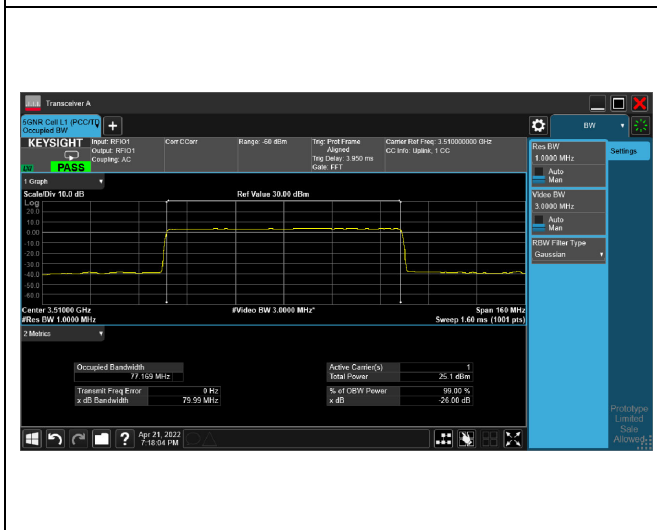 Transceiver A
5GNR Cell L1 (PCC/TD
Occupied BW
BW
KEYSIGHT
Input: RFIO1
Output: RFIO1
Coupling: AC
PASS
Corr CCorr
Range: -60 dBm
Trig: Prot Frame
Aligned
Trig Delay: 3.950 ms
Gate: FFT
Carrier Ref Freq: 3.510000000 GHz
CC Info: Uplink, 1 CC
Res BW
1.0000 MHz
Auto
Man
Video BW
3.0000 MHz
Auto
Man
RBW Filter Type
Gaussian
Settings
1 Graph
Scale/Div 10.0 dB
Ref Value 30.00 dBm
Log
20.0
10.0
0.00
-10.0
-20.0
-30.0
-40.0
-50.0
-60.0
Center 3.51000 GHz
#Video BW 3.0000 MHz*
Span 160 MHz
#Res BW 1.0000 MHz
Sweep 1.60 ms (1001 pts)
2 Metrics
Occupied Bandwidth
77.169 MHz
Active Carrier(s) 1
Total Power 25.1 dBm
Transmit Freq Error 0 Hz
x dB Bandwidth 79.99 MHz
% of OBW Power 99.00 %
x dB -26.00 dB
Apr 21, 2022
7:18:04 PM
Prototype
Limited
Sale
Allowed